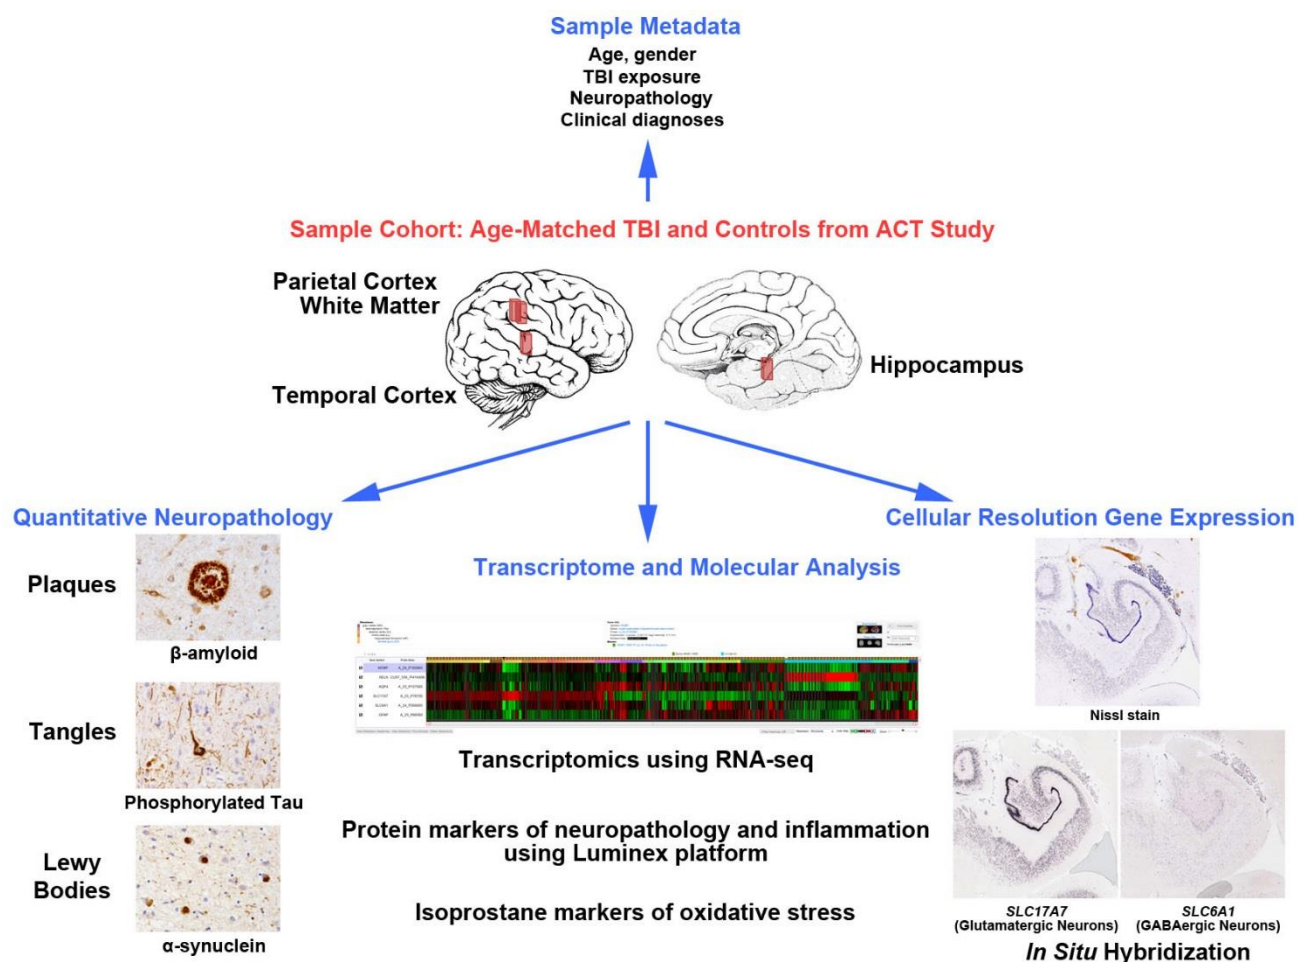 Sample Metadata
Age, gender
TBI exposure
Neuropathology
Clinical diagnoses
Sample Cohort: Age-Matched TBI and Controls from ACT Study
Parietal Cortex
White Matter
Temporal Cortex
Hippocampus
Quantitative Neuropathology
Plaques
β-amyloid
Tangles
Phosphorylated Tau
Lewy
Bodies
α-synuclein
Transcriptome and Molecular Analysis
Transcriptomics using RNA-seq
Protein markers of neuropathology and inflammation
using Luminex platform
Isoprostane markers of oxidative stress
Cellular Resolution Gene Expression
Nissl stain
SLC17A7
(Glutamatergic Neurons)
SLC6A1
(GABAergic Neurons)
In Situ Hybridization